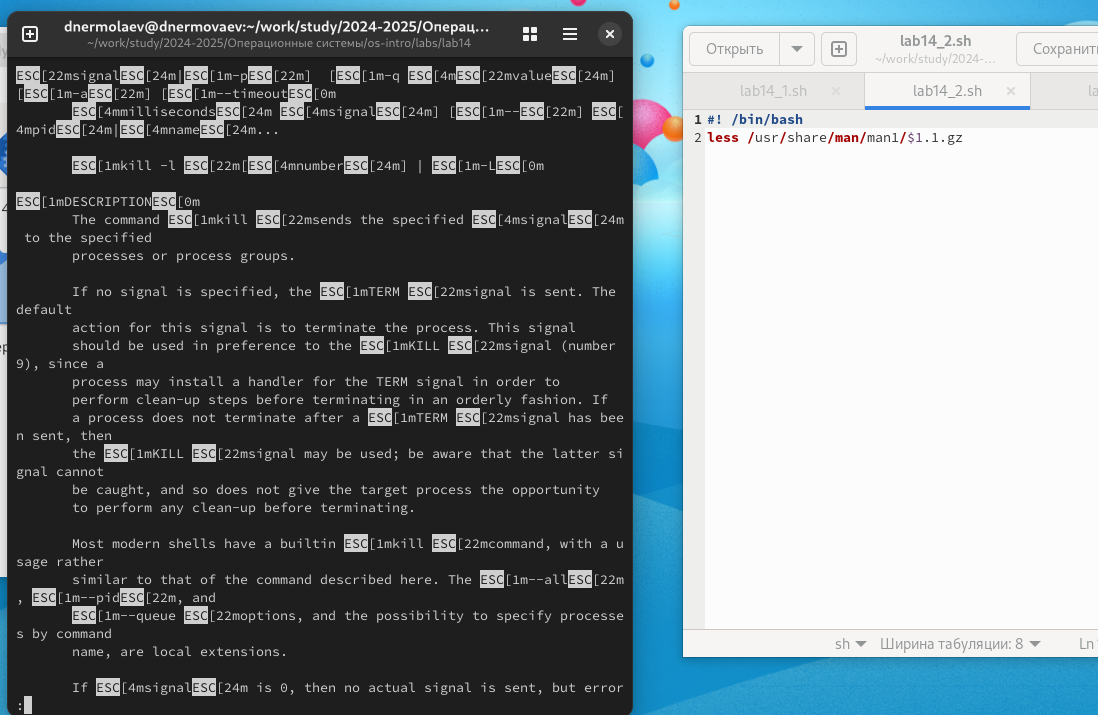 dnermolaev@dnermovaev:~/work/study/2024-2025/Операц...
~/work/study/2024-2025/Операционные системы/os-intro/labs/lab14
ESC[22msignalESC[24m|ESC[1m-pESC[22m]  [ESC[1m-q ESC[4mESC[22mvalueESC[24m]
[ESC[1m-aESC[22m] [ESC[1m--timeoutESC[0m
       ESC[4mmillisecondsESC[24m ESC[4msignalESC[24m] [ESC[1m--ESC[22m] ESC[
4mpidESC[24m|ESC[4mnameESC[24m...
       ESC[1mkill -l ESC[22m[ESC[4mnumberESC[24m] | ESC[1m-LESC[0m
ESC[1mDESCRIPTIONESC[0m
       The command ESC[1mkill ESC[22msends the specified ESC[4msignalESC[24m
 to the specified
       processes or process groups.
       If no signal is specified, the ESC[1mTERM ESC[22msignal is sent. The
default
       action for this signal is to terminate the process. This signal
       should be used in preference to the ESC[1mKILL ESC[22msignal (number
9), since a
       process may install a handler for the TERM signal in order to
       perform clean-up steps before terminating in an orderly fashion. If
       a process does not terminate after a ESC[1mTERM ESC[22msignal has bee
n sent, then
       the ESC[1mKILL ESC[22msignal may be used; be aware that the latter si
gnal cannot
       be caught, and so does not give the target process the opportunity
       to perform any clean-up before terminating.
       Most modern shells have a builtin ESC[1mkill ESC[22mcommand, with a u
sage rather
       similar to that of the command described here. The ESC[1m--allESC[22m
, ESC[1m--pidESC[22m, and
       ESC[1m--queue ESC[22moptions, and the possibility to specify processe
s by command
       name, are local extensions.
       If ESC[4msignalESC[24m is 0, then no actual signal is sent, but error
:
Открыть
lab14_2.sh
~/work/study/2024-...
Сохранить
lab14_1.sh
lab14_2.sh
1 #! /bin/bash
2 less /usr/share/man/man1/$1.1.gz
sh
Ширина табуляции: 8
Ln